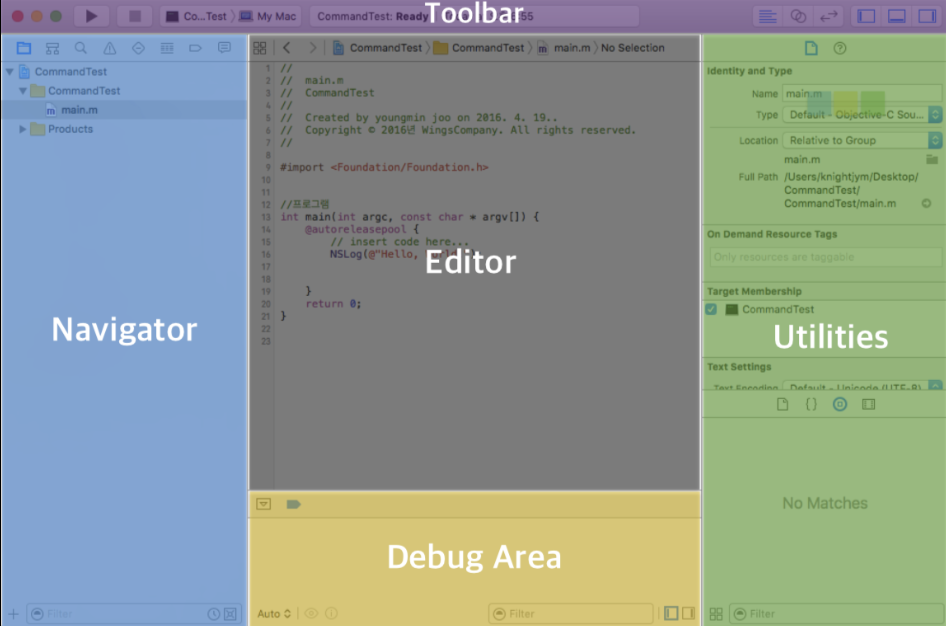 Toolbar
Co...Test 〉 My Mac
CommandTest: Ready
55
CommandTest 〉 CommandTest 〉 main.m 〉 No Selection
CommandTest
CommandTest
main.m
Products
Navigator
Filter
1 //
2 //  main.m
3 //  CommandTest
4 //
5 //  Created by youngmin joo on 2016. 4. 19..
6 //  Copyright © 2016년 WingsCompany. All rights reserved.
7 //
8
9 #import <Foundation/Foundation.h>
10
11
12 //프로그램
13 int main(int argc, const char * argv[]) {
14     @autoreleasepool {
15         // insert code here...
16         NSLog(@"Hello,
17
18
19     }
20     return 0;
21 }
22
23
Editor
Debug Area
Auto
Filter
Identity and Type
Name main.m
Type Default - Objective-C Sou...
Location Relative to Group
main.m
Full Path /Users/knightjym/Desktop/
CommandTest/
CommandTest/main.m
On Demand Resource Tags
Only resources are taggable
Target Membership
CommandTest
Utilities
Text Settings
Text Encoding Default - Unicode (UTF-8)
{}
No Matches
Filter